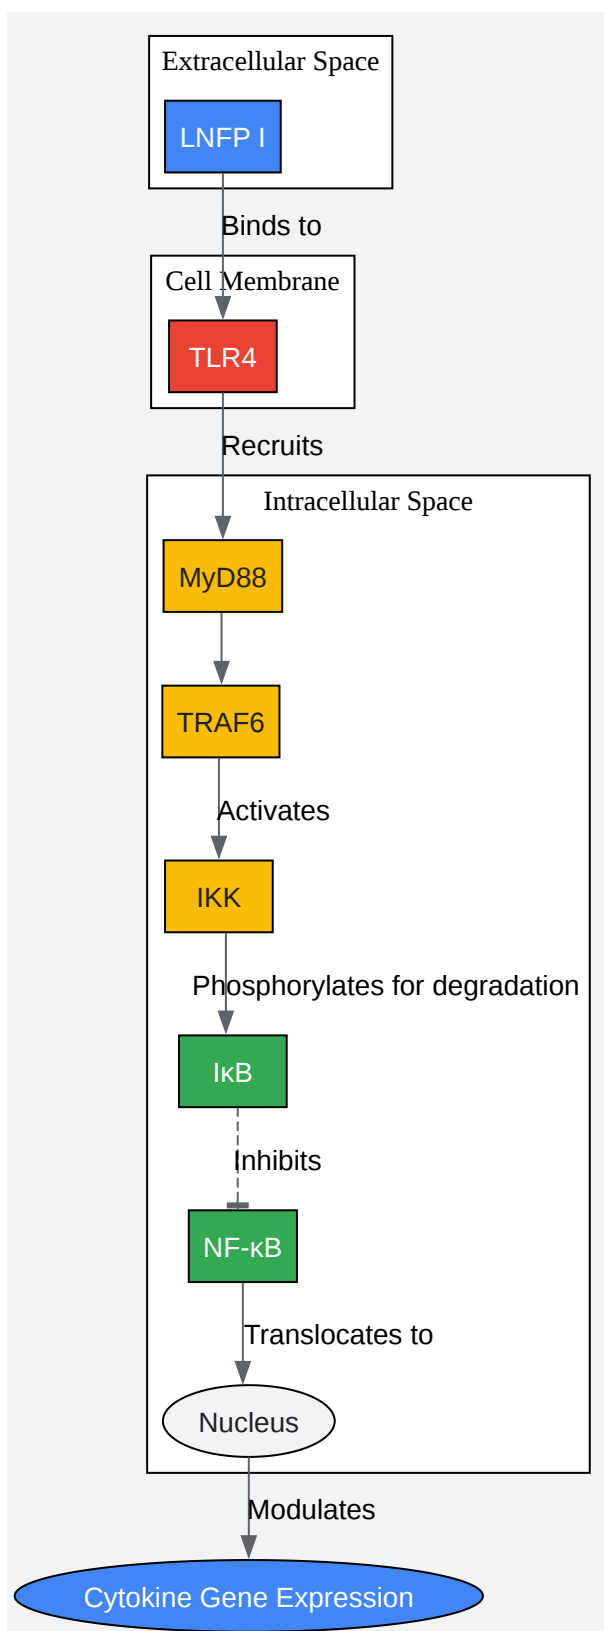 Extracellular Space
LNFP I
Binds to
Cell Membrane
TLR4
Recruits
Intracellular Space
MyD88
TRAF6
Activates
IKK
Phosphorylates for degradation
IκB
Inhibits
NF-κB
Translocates to
Nucleus
Modulates
Cytokine Gene Expression